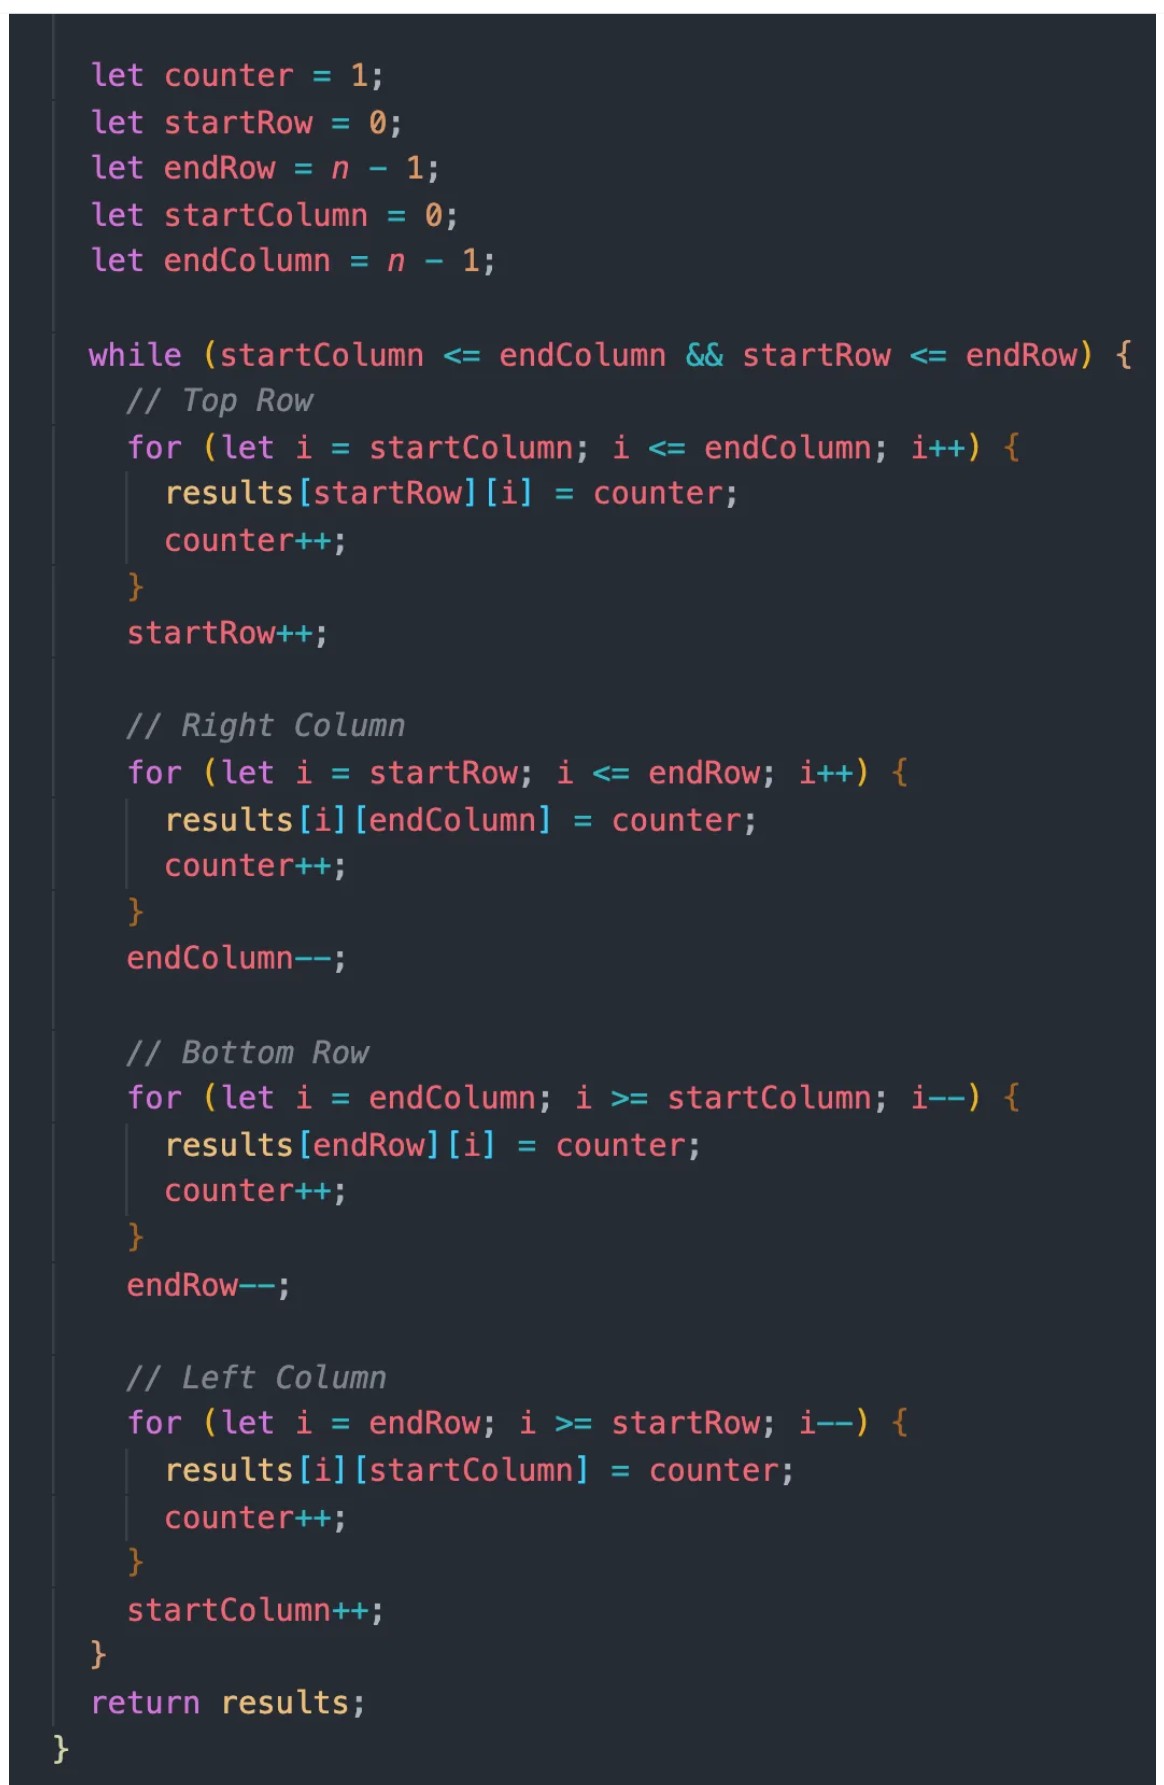 let counter = 1;
let startRow = 0;
let endRow = n - 1;
let startColumn = 0;
let endColumn = n - 1;
while (startColumn <= endColumn && startRow <= endRow) {
// Top Row
for (let i = startColumn; i <= endColumn; i++) {
results[startRow][i] = counter;
counter++;
}
startRow++;
// Right Column
for (let i = startRow; i <= endRow; i++) {
results[i][endColumn] = counter;
counter++;
}
endColumn--;
// Bottom Row
for (let i = endColumn; i >= startColumn; i--) {
results[endRow][i] = counter;
counter++;
}
endRow--;
// Left Column
for (let i = endRow; i >= startRow; i--) {
results[i][startColumn] = counter;
counter++;
}
startColumn++;
}
return results;
}